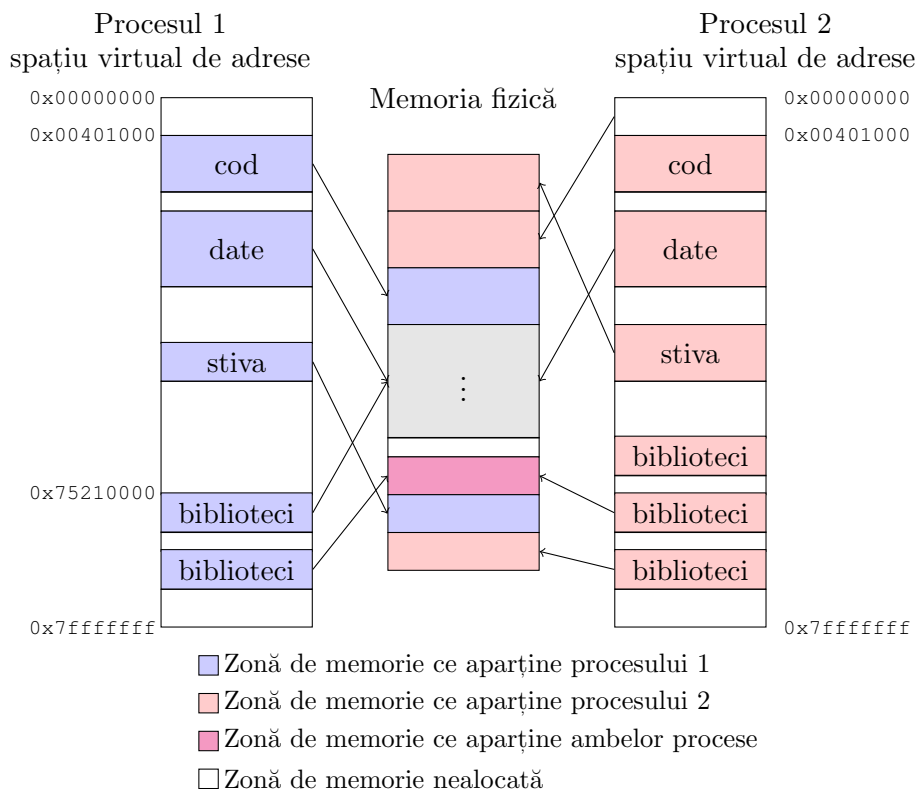 Procesul 1
spațiu virtual de adrese
0x00000000
0x00401000
cod
date
stiva
0x75210000
biblioteci
biblioteci
0x7fffffff
Memoria fizică
⋮
Procesul 2
spațiu virtual de adrese
0x00000000
0x00401000
cod
date
stiva
biblioteci
biblioteci
biblioteci
0x7fffffff
Zonă de memorie ce aparține procesului 1
Zonă de memorie ce aparține procesului 2
Zonă de memorie ce aparține ambelor procese
Zonă de memorie nealocată